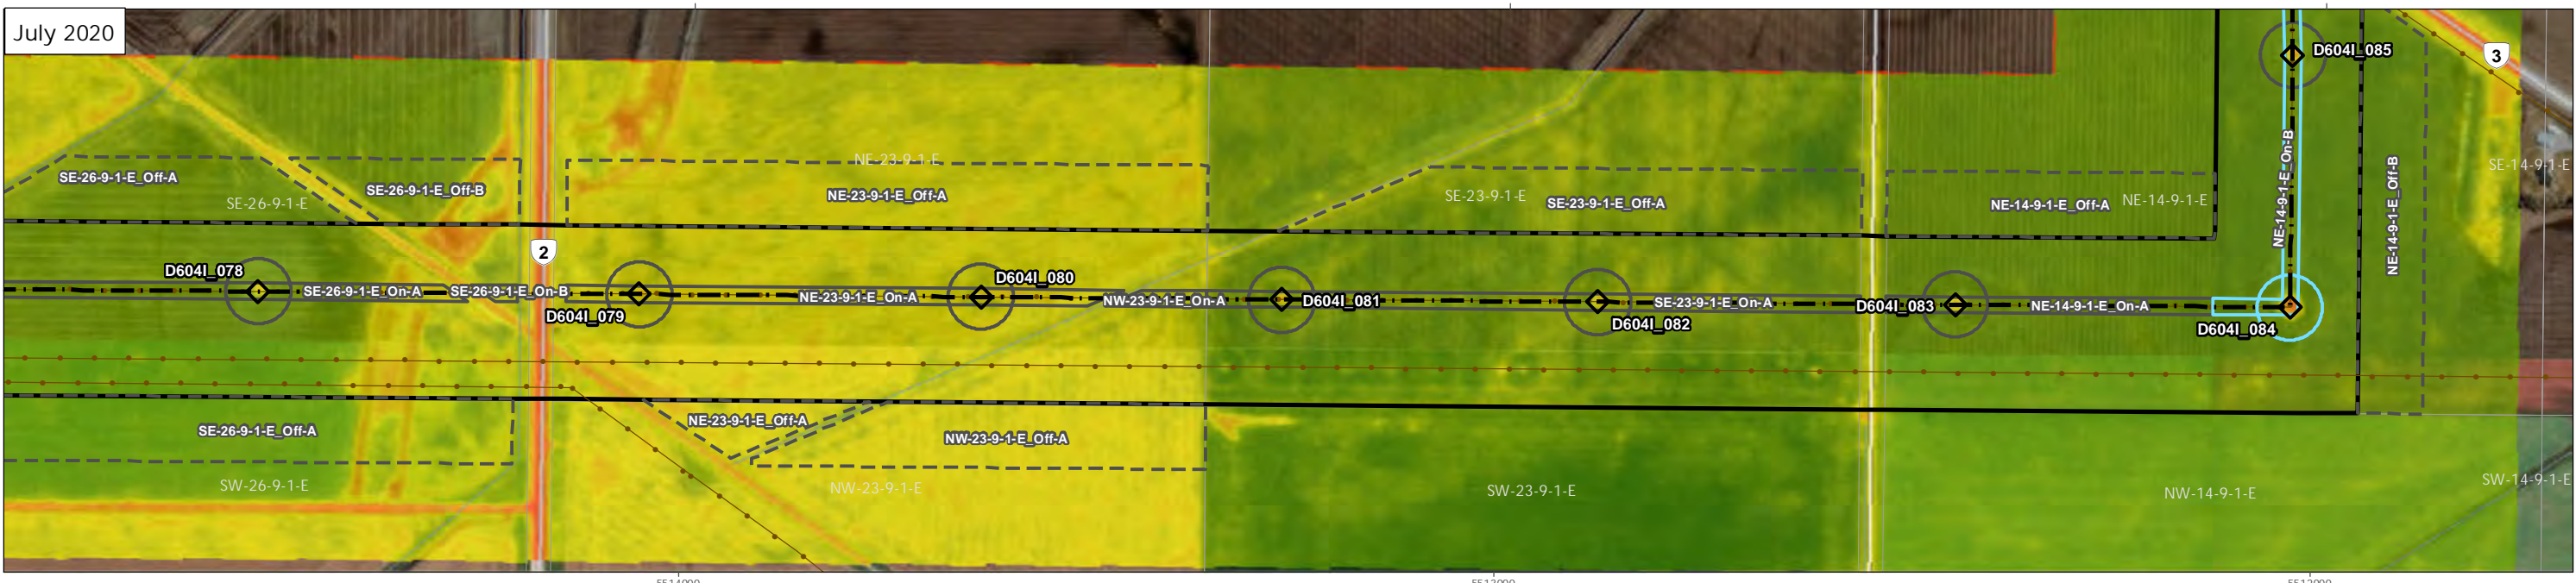 July 2020
D604I_085
3
NE-23-9-1-E
SE-14-9-1-E
SE-26-9-1-E_Off-A
SE-26-9-1-E_Off-B
NE-23-9-1-E_Off-A
SE-26-9-1-E
SE-23-9-1-E
SE-23-9-1-E_Off-A
NE-14-9-1-E_Off-A
NE-14-9-1-E
NE-14-9-1-E_On-B
NE-14-9-1-E_Off-B
2
D604I_078
SE-26-9-1-E_On-A
SE-26-9-1-E_On-B
D604I_079
NE-23-9-1-E_On-A
D604I_080
NW-23-9-1-E_On-A
D604I_081
D604I_082
SE-23-9-1-E_On-A
D604I_083
NE-14-9-1-E_On-A
D604I_084
SE-26-9-1-E_Off-A
NE-23-9-1-E_Off-A
NW-23-9-1-E_Off-A
SW-26-9-1-E
NW-23-9-1-E
SW-23-9-1-E
NW-14-9-1-E
SW-14-9-1-E